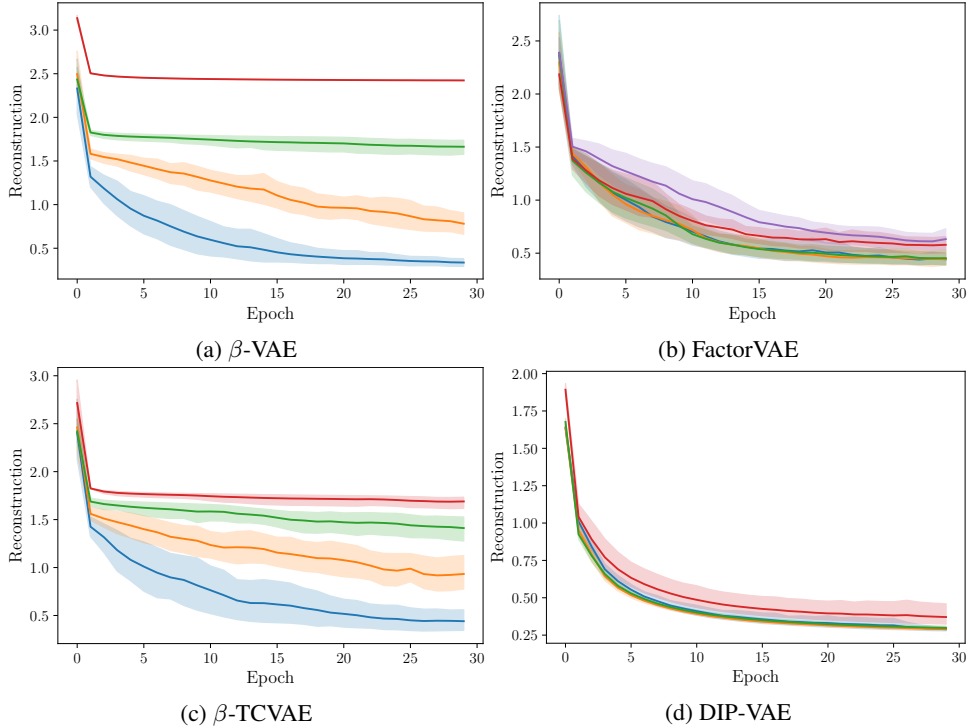 3.0
2.5
2.0
1.5
1.0
0.5
Reconstruction
0 5 10 15 20 25 30
Epoch
(a) β-VAE
2.5
2.0
1.5
1.0
0.5
Reconstruction
0 5 10 15 20 25 30
Epoch
(b) FactorVAE
3.0
2.5
2.0
1.5
1.0
0.5
Reconstruction
0 5 10 15 20 25 30
Epoch
(c) β-TCVAE
2.00
1.75
1.50
1.25
1.00
0.75
0.50
0.25
Reconstruction
0 5 10 15 20 25 30
Epoch
(d) DIP-VAE